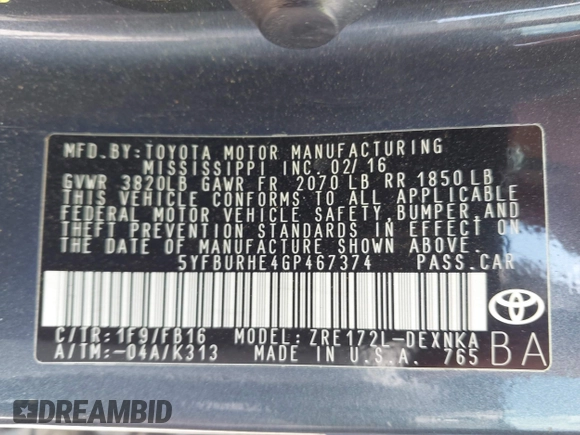 MFD.BY:TOYOTA MOTOR MANUFACTURING
MISSISSIPPI INC. 02/16
GVWR 3820LB GAWR FR 2070 LB RR 1850 LB
THIS VEHICLE CONFORMS TO ALL APPLICABLE
FEDERAL MOTOR VEHICLE SAFETY, BUMPER, AND
THEFT PREVENTION STANDARDS IN EFFECT ON
THE DATE OF MANUFACTURE SHOWN ABOVE.
5YFBURHE4GP467374 PASS.CAR
C/TR:1F9/FB16 MODEL: ZRE172L-DEXNKA
A/TM:-04A/K313 MADE IN U.S.A. 765
BA
DREAMBID